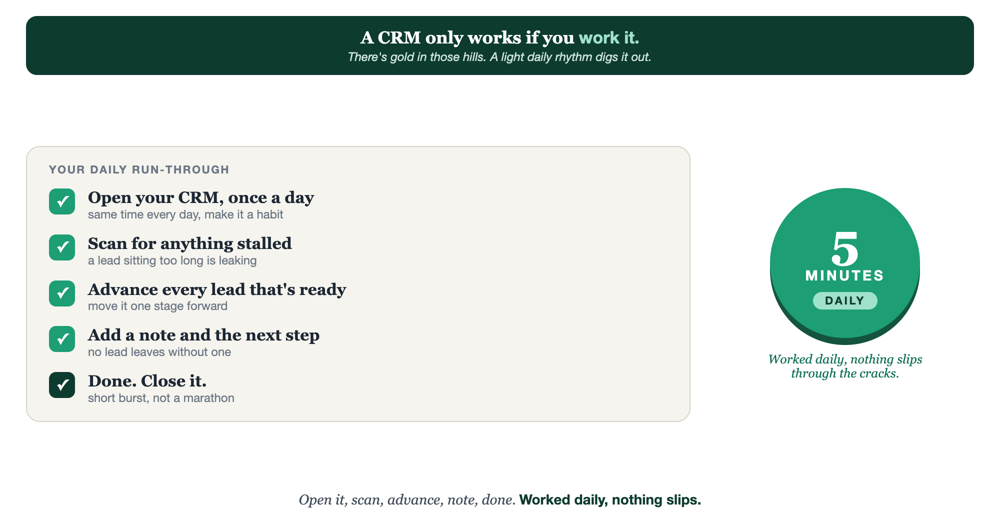 A CRM only works if you work it.
There's gold in those hills. A light daily rhythm digs it out.
YOUR DAILY RUN-THROUGH
Open your CRM, once a day
same time every day, make it a habit
Scan for anything stalled
a lead sitting too long is leaking
Advance every lead that's ready
move it one stage forward
Add a note and the next step
no lead leaves without one
Done. Close it.
short burst, not a marathon
5
MINUTES
DAILY
Worked daily, nothing slips
through the cracks.
Open it, scan, advance, note, done. Worked daily, nothing slips.